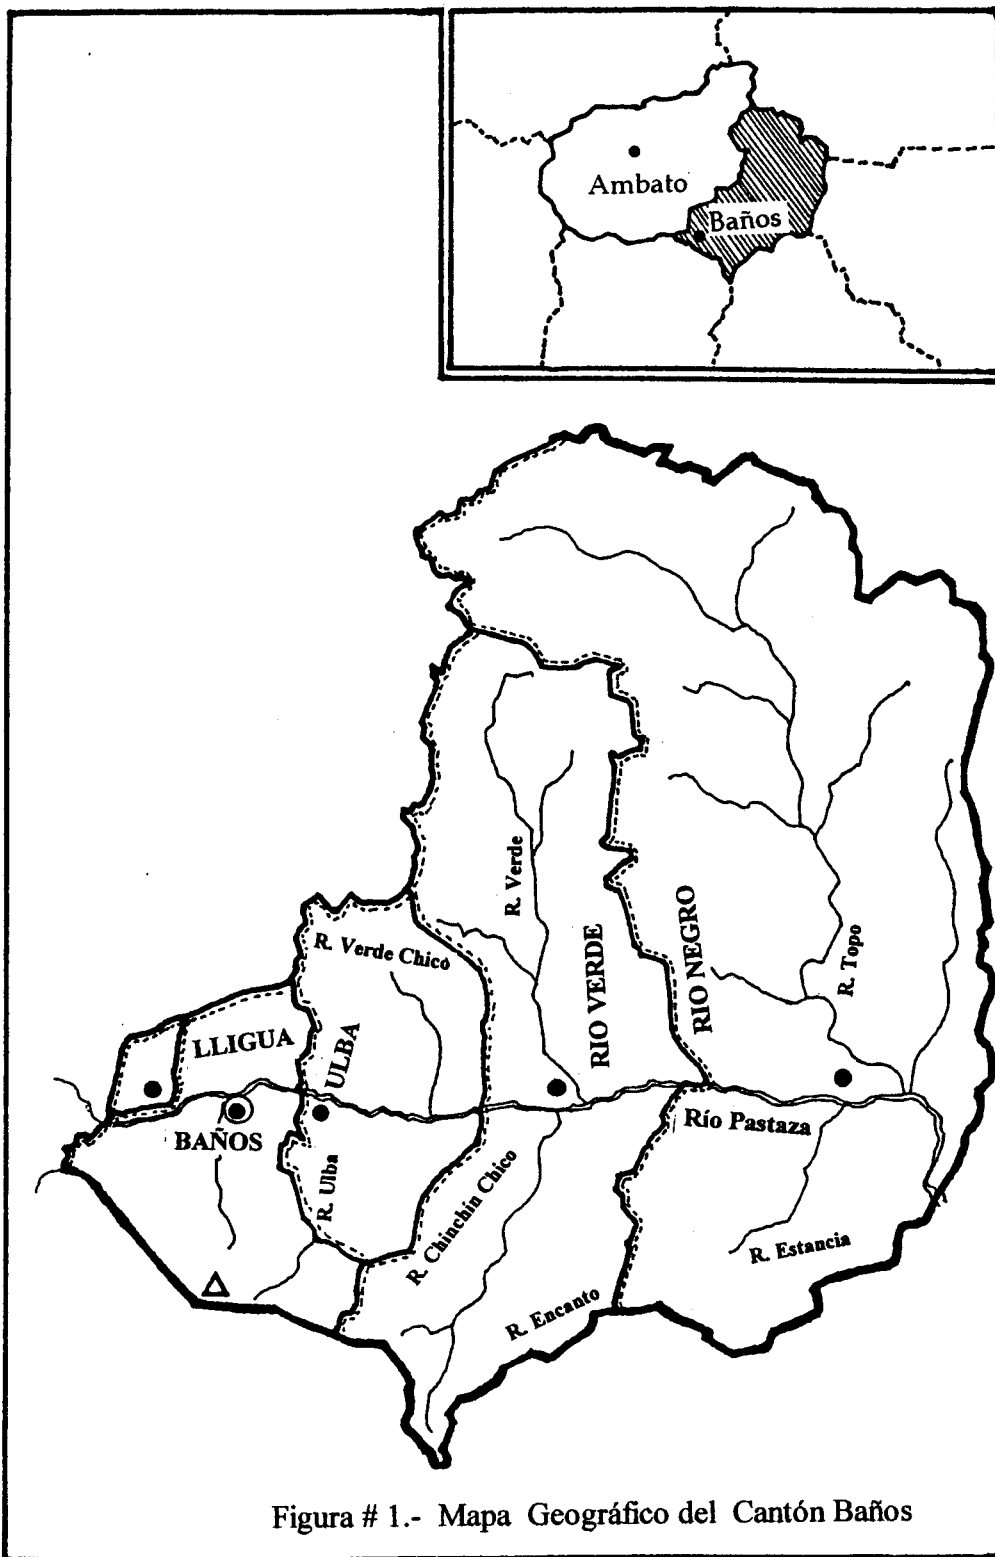 Ambato
Baños
R. Verde
R. Verde Chico
RIO VERDE
RIO NEGRO
R. Topo
LLIGUA
ULBA
BAÑOS
Río Pastaza
R. Ulba
R. Chinchín Chico
R. Estancia
R. Encanto
Figura # 1.- Mapa Geográfico del Cantón Baños